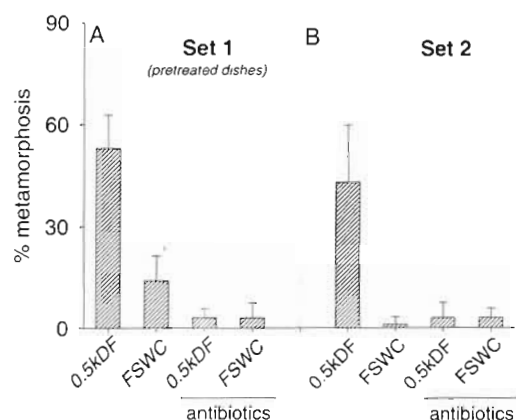 90
A
Set 1
(pretreated dishes)
B
Set 2
60
30
0
% metamorphosis
0.5kDF
FSWC
0.5kDF
FSWC
antibiotics
0.5kDF
FSWC
0.5kDF
FSWC
antibiotics